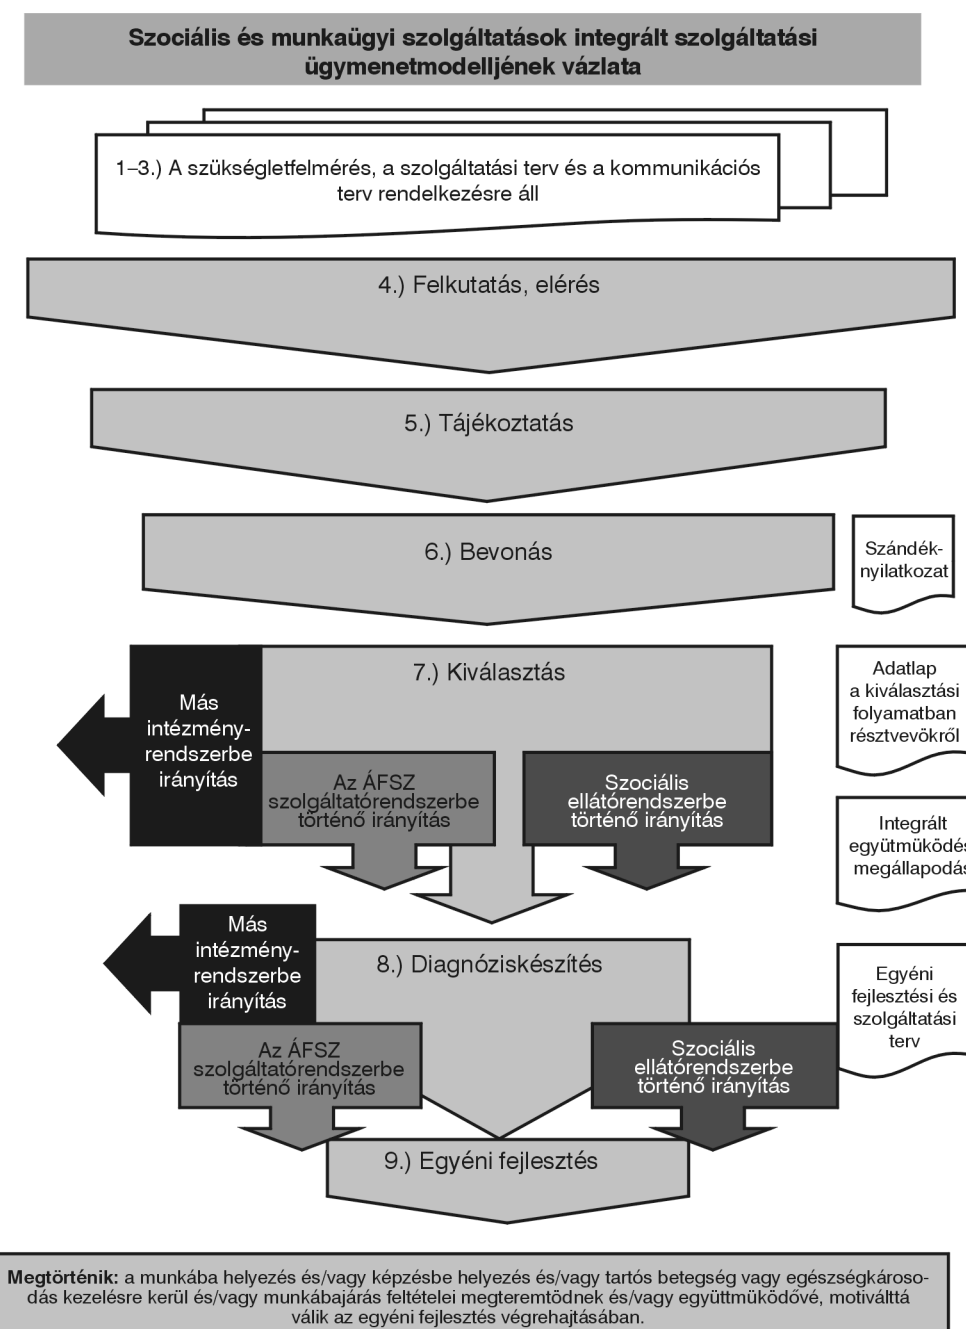 Szociális és munkaügyi szolgáltatások integrált szolgáltatási
ügymenetmodelljének vázlata
1–3.) A szükségletfelmérés, a szolgáltatási terv és a kommunikációs
terv rendelkezésre áll
4.) Felkutatás, elérés
5.) Tájékoztatás
6.) Bevonás
Szándék-
nyilatkozat
7.) Kiválasztás
Más
intézmény-
rendszerbe
irányítás
Az ÁFSZ
szolgáltatórendszerbe
történő irányítás
Szociális
ellátórendszerbe
történő irányítás
Adatlap
a kiválasztási
folyamatban
résztvevőkről
Integrált
együtműködés
megállapodás
8.) Diagnóziskészítés
Más
intézmény-
rendszerbe
irányítás
Az ÁFSZ
szolgáltatórendszerbe
történő irányítás
Szociális
ellátórendszerbe
történő irányítás
Egyéni
fejlesztési és
szolgáltatási
terv
9.) Egyéni fejlesztés
Megtörténik: a munkába helyezés és/vagy képzésbe helyezés és/vagy tartós betegség vagy egészségkároso-
dás kezelésre kerül és/vagy munkábajárás feltételei megteremtödnek és/vagy együttmüködővé, motiválttá
válik az egyéni fejlesztés végrehajtásában.